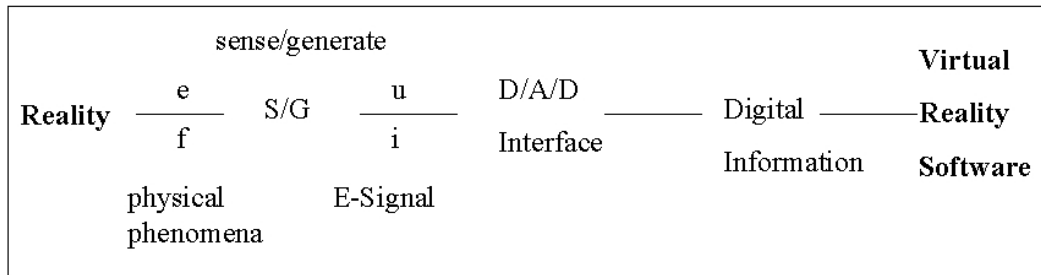 sense/generate
Reality
e
f
physical
phenomena
S/G
u
i
E-Signal
D/A/D
Interface
Digital
Information
Virtual
Reality
Software